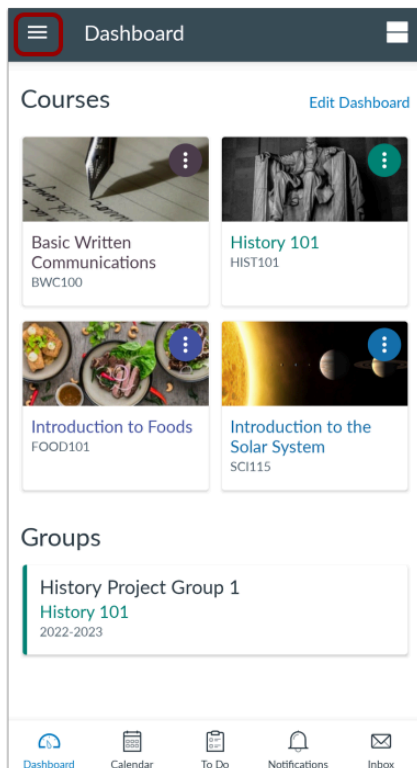 Dashboard
Courses
Edit Dashboard
Basic Written
Communications
BWC100
History 101
HIST101
Introduction to Foods
FOOD101
Introduction to the
Solar System
SCI115
Groups
History Project Group 1
History 101
2022-2023
Dashboard
Calendar
To Do
Notifications
Inbox